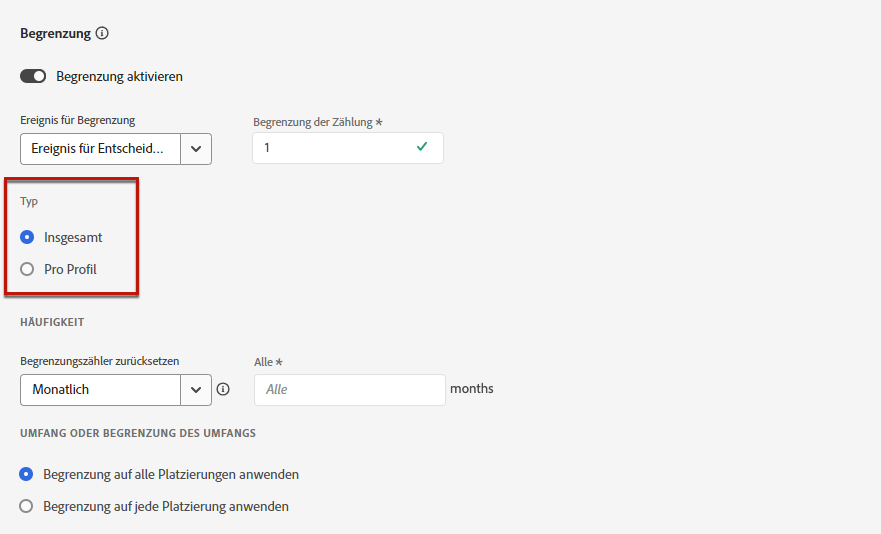 Begrenzung
Begrenzung aktivieren
Ereignis für Begrenzung
Begrenzung der Zählung *
Ereignis für Entscheid...
1
Typ
Insgesamt
Pro Profil
HÄUFIGKEIT
Begrenzungszähler zurücksetzen
Alle *
Monatlich
Alle
months
UMFANG ODER BEGRENZUNG DES UMFANGS
Begrenzung auf alle Platzierungen anwenden
Begrenzung auf jede Platzierung anwenden